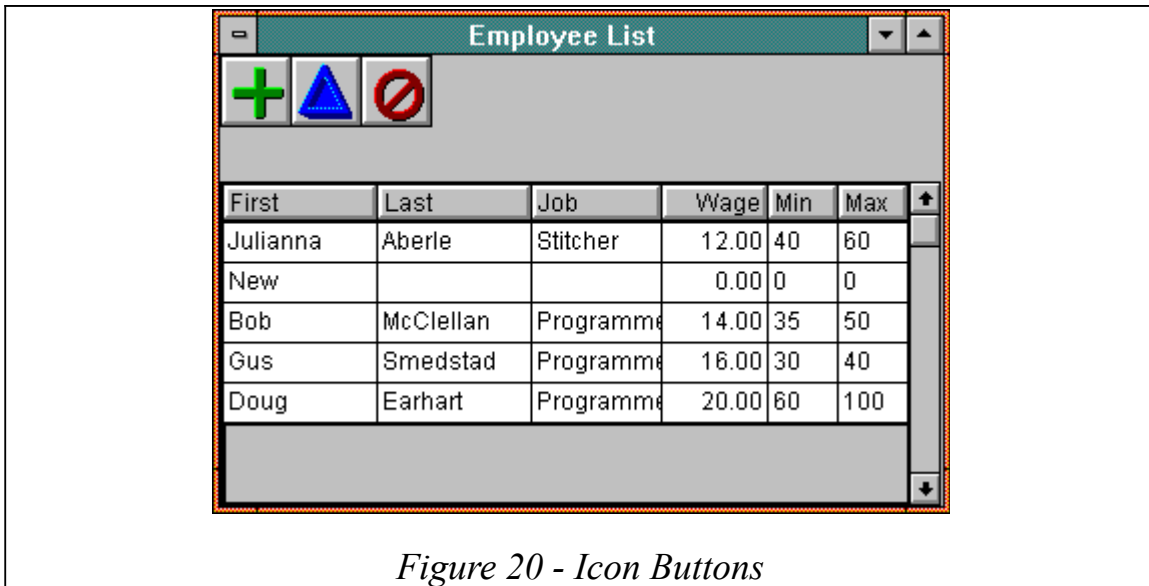 Employee List
First Last Job Wage Min Max
Julianna Aberle Stitcher 12.00 40 60
New 0.00 0 0
Bob McClellan Programme 14.00 35 50
Gus Smedstad Programme 16.00 30 40
Doug Earhart Programme 20.00 60 100
Figure 20 - Icon Buttons